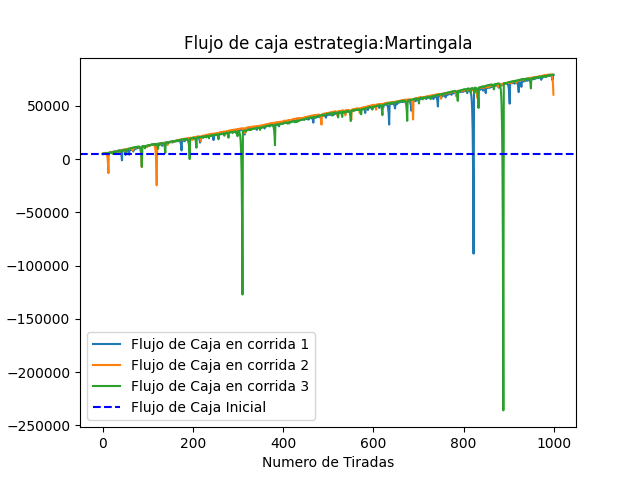 Flujo de caja estrategia:Martingala
50000
0
−50000
−100000
−150000
−200000
−250000
Flujo de Caja en corrida 1
Flujo de Caja en corrida 2
Flujo de Caja en corrida 3
Flujo de Caja Inicial
0 200 400 600 800 1000
Numero de Tiradas